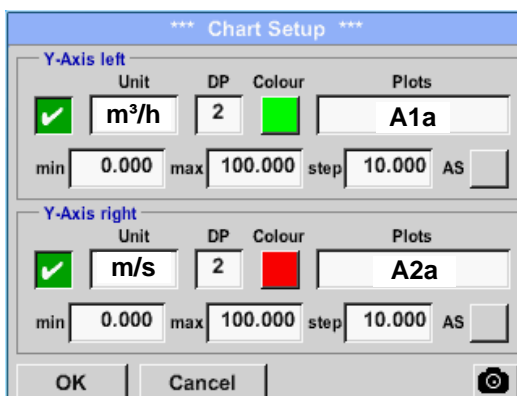 *** Chart Setup ***
Y-Axis left
Unit DP Colour Plots
m³/h 2 A1a
min 0.000 max 100.000 step 10.000 AS
Y-Axis right
Unit DP Colour Plots
m/s 2 A2a
min 0.000 max 100.000 step 10.000 AS
OK Cancel